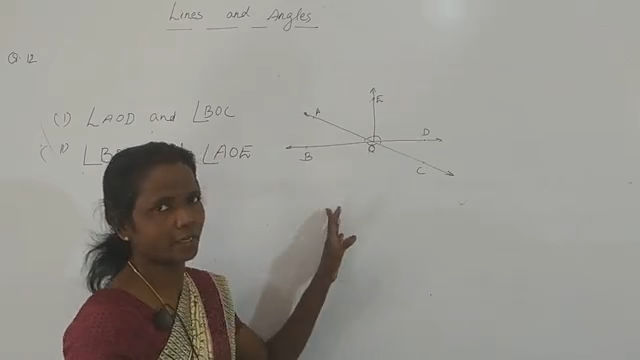 Lines and Angles
Q. 12
(i) ∠AOD and ∠BOC
∠AOE
A
E
D
B
O
C